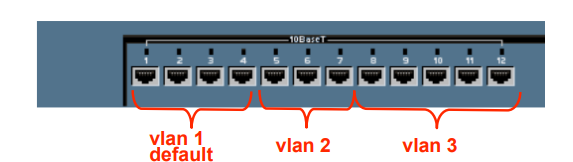 10BaseT
1 2 3 4 5 6 7 8 9 10 11 12
vlan 1 vlan 2 vlan 3
default